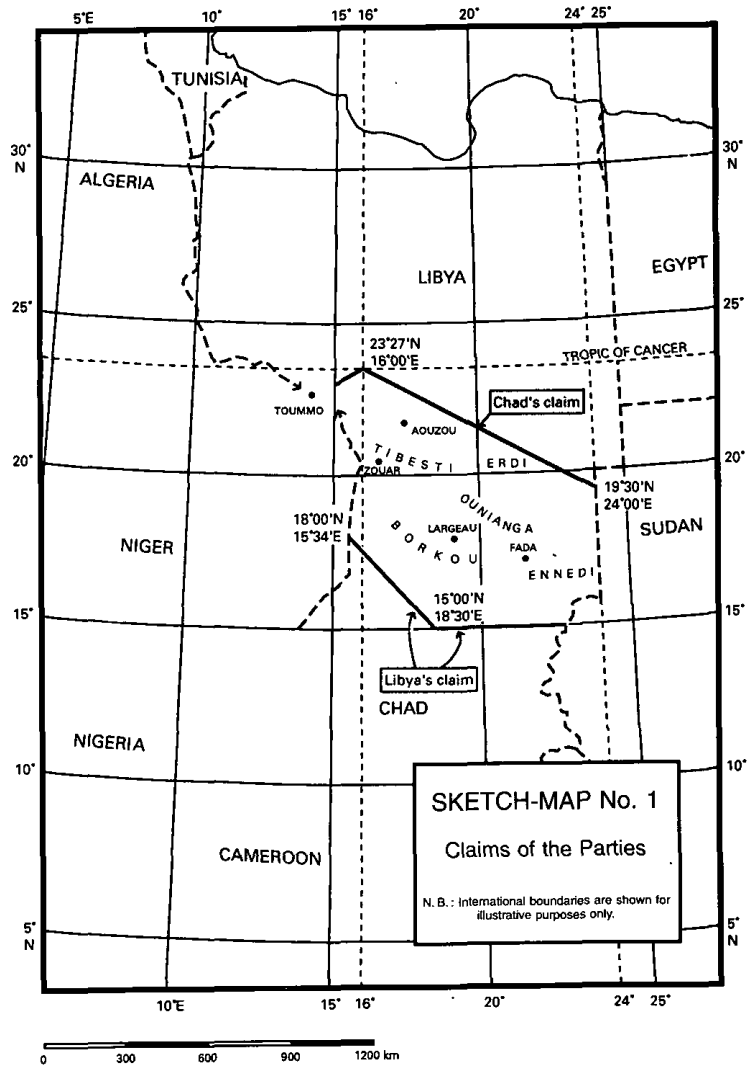 5°E 10° 15° 16° 20° 24° 25°
TUNISIA
30°
N
30°
N
ALGERIA
LIBYA
EGYPT
25°
25°
23°27'N
16°00'E
TROPIC OF CANCER
TOUMMO
Chad's claim
AOUZOU
TIBESTI
ERDI
ZOUAR
20°
20°
19°30'N
24°00'E
OUNIANGA
18°00'N
15°34'E
LARGEAU
BORKOU
FADA
ENNEDI
SUDAN
NIGER
15°00'N
18°30'E
15°
15°
Libya's claim
CHAD
NIGERIA
10°
10°
SKETCH-MAP No. 1
Claims of the Parties
N.B.: International boundaries are shown for
illustrative purposes only.
CAMEROON
5°
N
5°
N
10°E 15° 16° 20° 24° 25°
0 300 600 900 1200 km